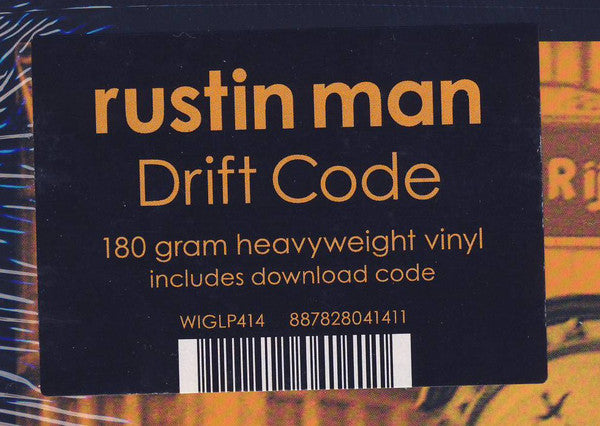 rustin man
Drift Code
180 gram heavyweight vinyl
includes download code
WIGLP414 887828041411